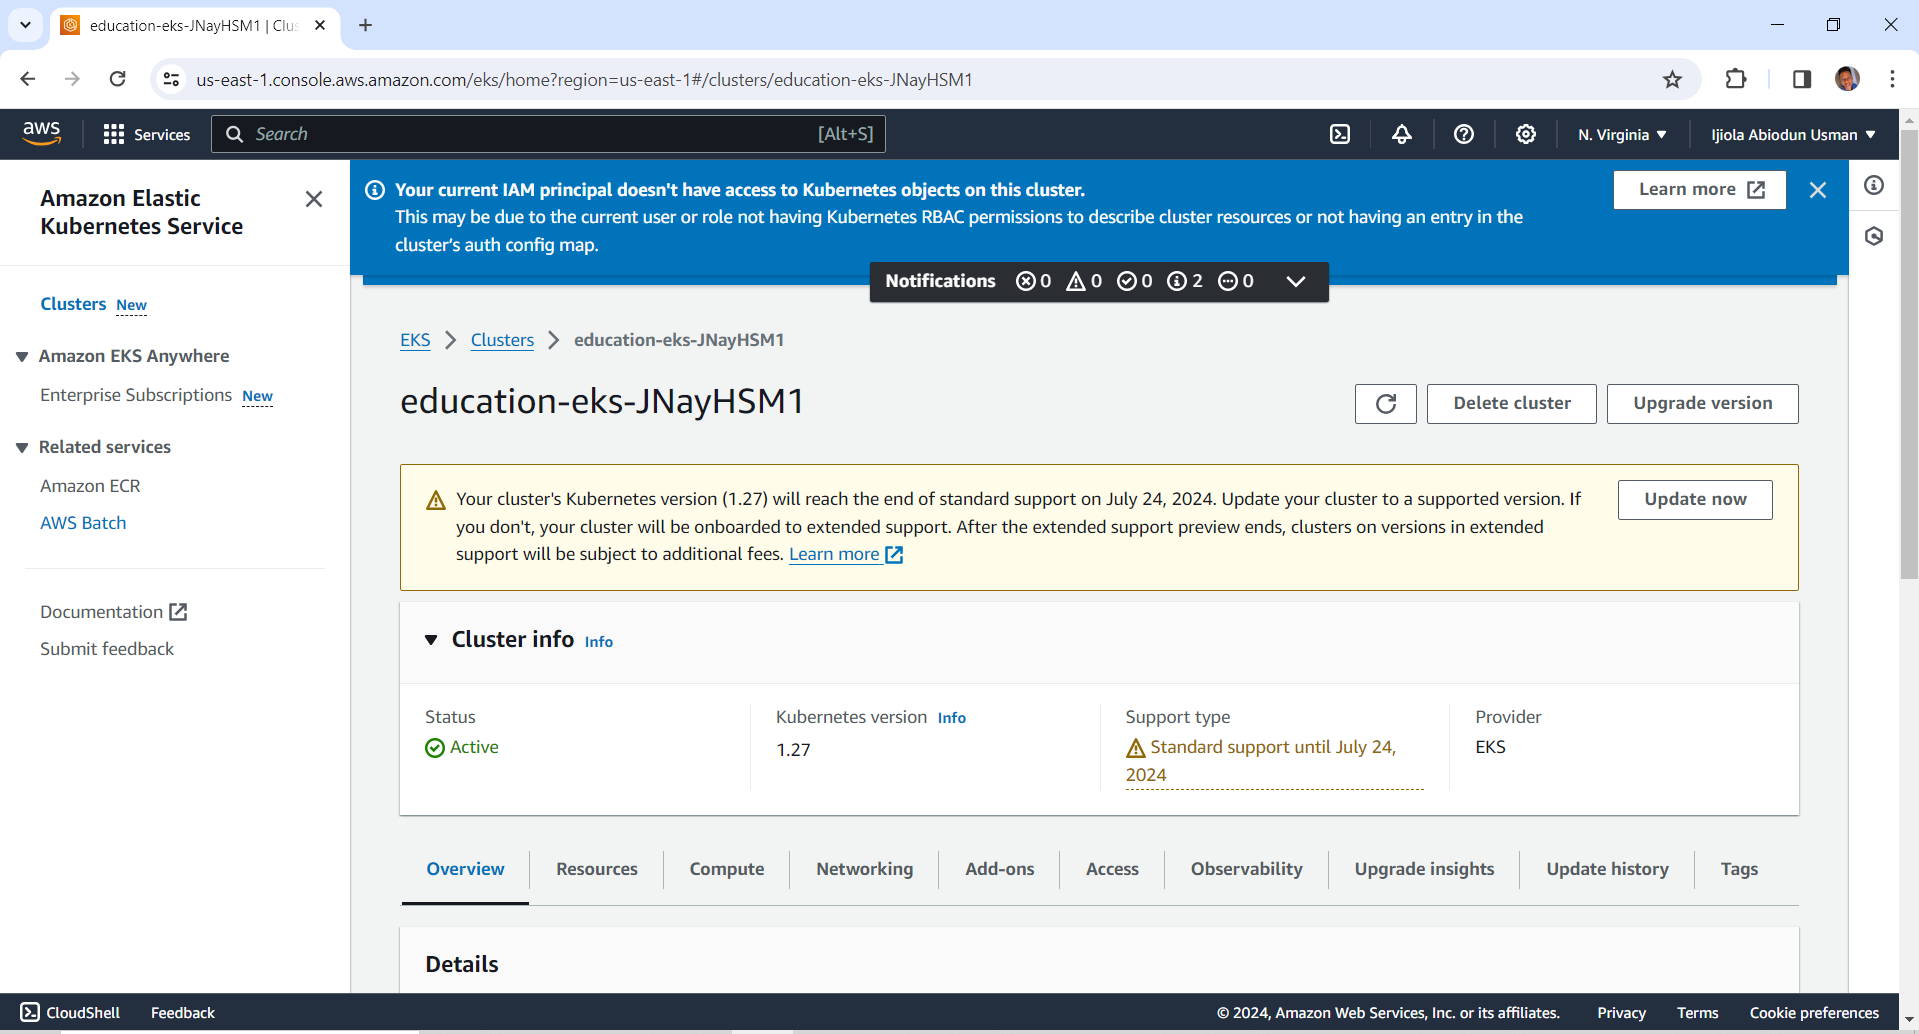 education-eks-JNayHSM1 | Clus
us-east-1.console.aws.amazon.com/eks/home?region=us-east-1#/clusters/education-eks-JNayHSM1
aws
Services
Search
[Alt+S]
N. Virginia
Ijiola Abiodun Usman
Amazon Elastic
Kubernetes Service
Clusters New
Amazon EKS Anywhere
Enterprise Subscriptions New
Related services
Amazon ECR
AWS Batch
Documentation
Submit feedback
Your current IAM principal doesn't have access to Kubernetes objects on this cluster.
This may be due to the current user or role not having Kubernetes RBAC permissions to describe cluster resources or not having an entry in the
cluster's auth config map.
Learn more
Notifications 0 0 0 2 0
EKS Clusters education-eks-JNayHSM1
education-eks-JNayHSM1
Delete cluster
Upgrade version
Your cluster's Kubernetes version (1.27) will reach the end of standard support on July 24, 2024. Update your cluster to a supported version. If
you don't, your cluster will be onboarded to extended support. After the extended support preview ends, clusters on versions in extended
support will be subject to additional fees. Learn more
Update now
Cluster info Info
Status
Active
Kubernetes version Info
1.27
Support type
Standard support until July 24,
2024
Provider
EKS
Overview
Resources
Compute
Networking
Add-ons
Access
Observability
Upgrade insights
Update history
Tags
Details
CloudShell
Feedback
© 2024, Amazon Web Services, Inc. or its affiliates.
Privacy
Terms
Cookie preferences